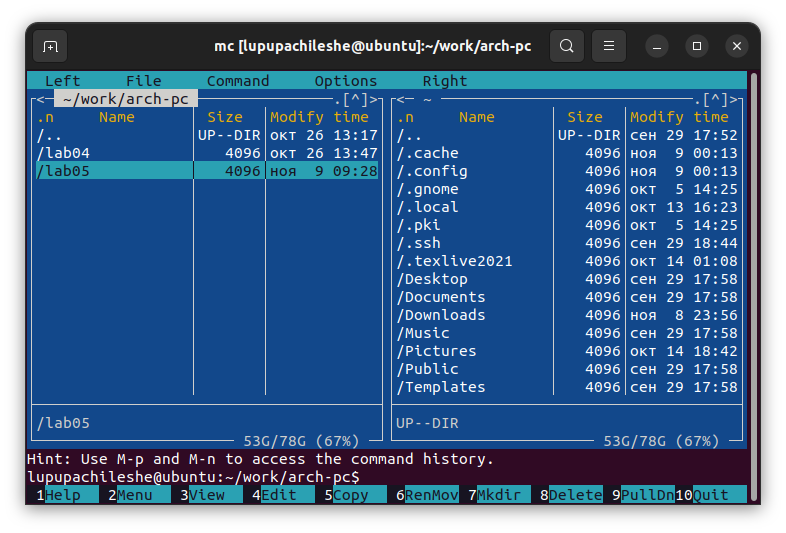 mc [lupupachileshe@ubuntu]:~/work/arch-pc
Left File Command Options Right
<─ ~/work/arch-pc ─.[^]>
.n Name Size Modify time
/.. UP--DIR окт 26 13:17
/lab04 4096 окт 26 13:47
/lab05 4096 ноя 9 09:28
/lab05
53G/78G (67%)
<─ ~ ─.[^]>
.n Name Size Modify time
/.. UP--DIR сен 29 17:52
/.cache 4096 ноя 9 00:13
/.config 4096 ноя 9 00:13
/.gnome 4096 окт 5 14:25
/.local 4096 окт 13 16:23
/.pki 4096 окт 5 14:25
/.ssh 4096 сен 29 18:44
/.texlive2021 4096 окт 14 01:08
/Desktop 4096 сен 29 17:58
/Documents 4096 сен 29 17:58
/Downloads 4096 ноя 8 23:56
/Music 4096 сен 29 17:58
/Pictures 4096 окт 14 18:42
/Public 4096 сен 29 17:58
/Templates 4096 сен 29 17:58
UP--DIR
53G/78G (67%)
Hint: Use M-p and M-n to access the command history.
lupupachileshe@ubuntu:~/work/arch-pc$
1Help 2Menu 3View 4Edit 5Copy 6RenMov 7Mkdir 8Delete 9PullDn 10Quit